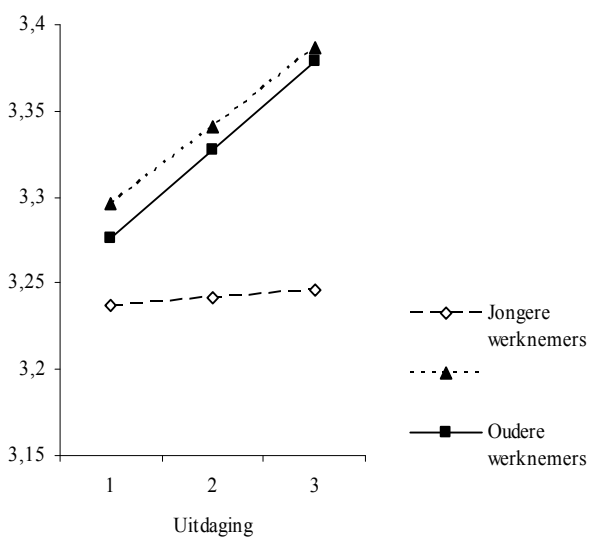 3,4
3,35
3,3
3,25
3,2
3,15
1 2 3
Uitdaging
Jongere
werknemers
Oudere
werknemers